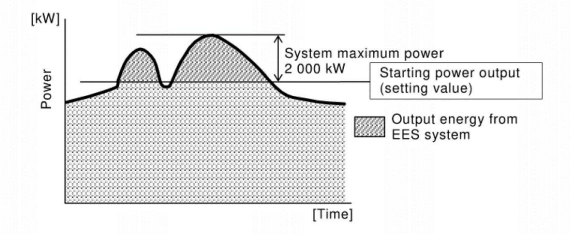 [kW]
Power
System maximum power
2 000 kW
Starting power output
(setting value)
Output energy from
EES system
[Time]